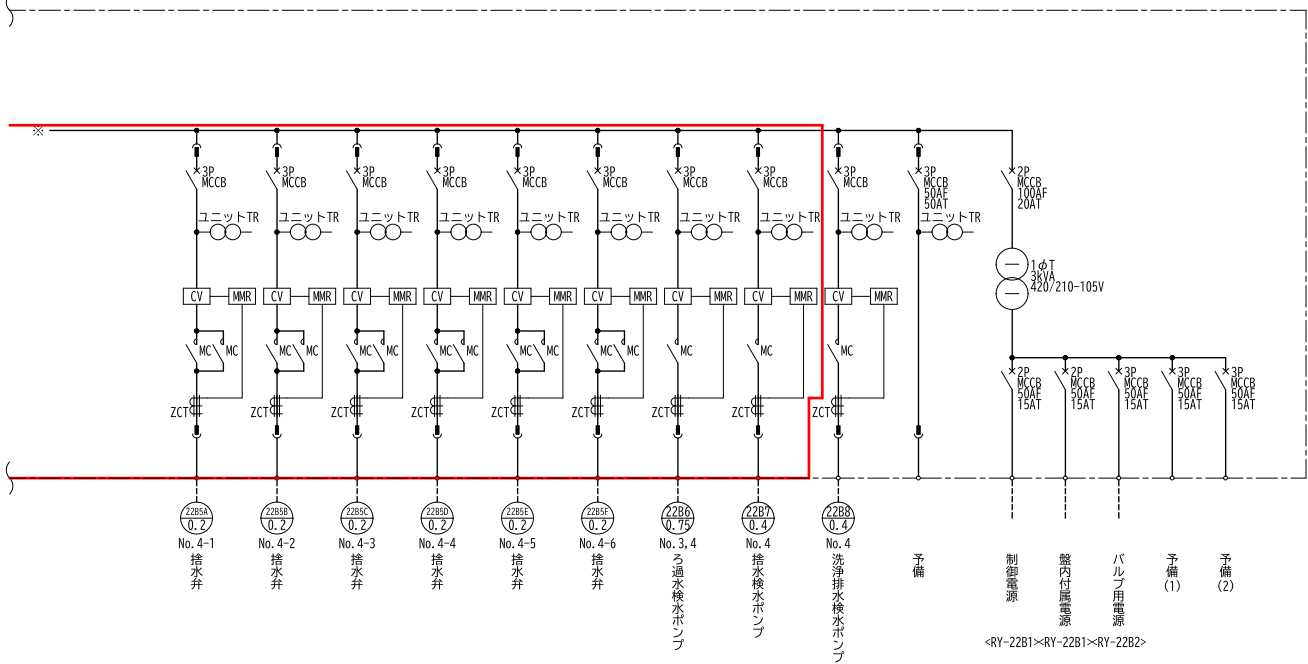 ※
3P
MCCB
3P
MCCB
3P
MCCB
3P
MCCB
3P
MCCB
3P
MCCB
3P
MCCB
3P
MCCB
3P
MCCB
3P
MCCB
50AF
50AT
2P
MCCB
100AF
20AT
ユニットTR
ユニットTR
ユニットTR
ユニットTR
ユニットTR
ユニットTR
ユニットTR
ユニットTR
ユニットTR
ユニットTR
1φT
3kVA
420/210-105V
CV MMR
CV MMR
CV MMR
CV MMR
CV MMR
CV MMR
CV MMR
CV MMR
CV MMR
MC MC
MC MC
MC MC
MC MC
MC MC
MC MC
MC
MC
MC
2P
MCCB
50AF
15AT
2P
MCCB
50AF
15AT
3P
MCCB
50AF
15AT
3P
MCCB
50AF
15AT
3P
MCCB
50AF
15AT
ZCT
ZCT
ZCT
ZCT
ZCT
ZCT
ZCT
ZCT
ZCT
22B5A
0.2
No.4-1
捨水弁
22B5B
0.2
No.4-2
捨水弁
22B5C
0.2
No.4-3
捨水弁
22B5D
0.2
No.4-4
捨水弁
22B5E
0.2
No.4-5
捨水弁
22B5F
0.2
No.4-6
捨水弁
22B6
0.75
No.3,4
ろ過水検水ポンプ
22B7
0.4
No.4
捨水検水ポンプ
22B8
0.4
No.4
洗浄排水検水ポンプ
予備
制御電源
盤内付属電源
バルブ用電源
予備(1)
予備(2)
<RY-22B1><RY-22B1><RY-22B2>